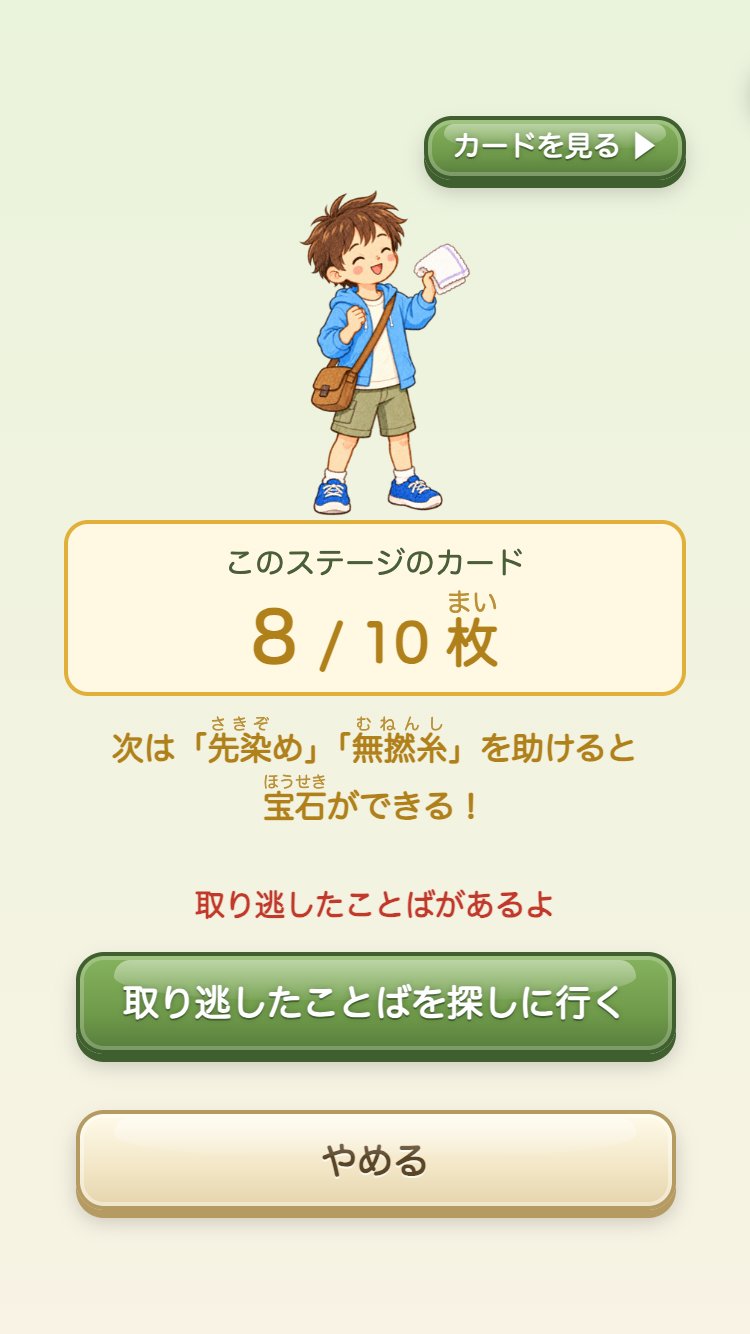 カードを見る ▶
このステージのカード
まい
8 / 10 枚
さきぞ むねんし
次は「先染め」「無撚糸」を助けると
ほうせき
宝石ができる！
取り逃したことばがあるよ
取り逃したことばを探しに行く
やめる